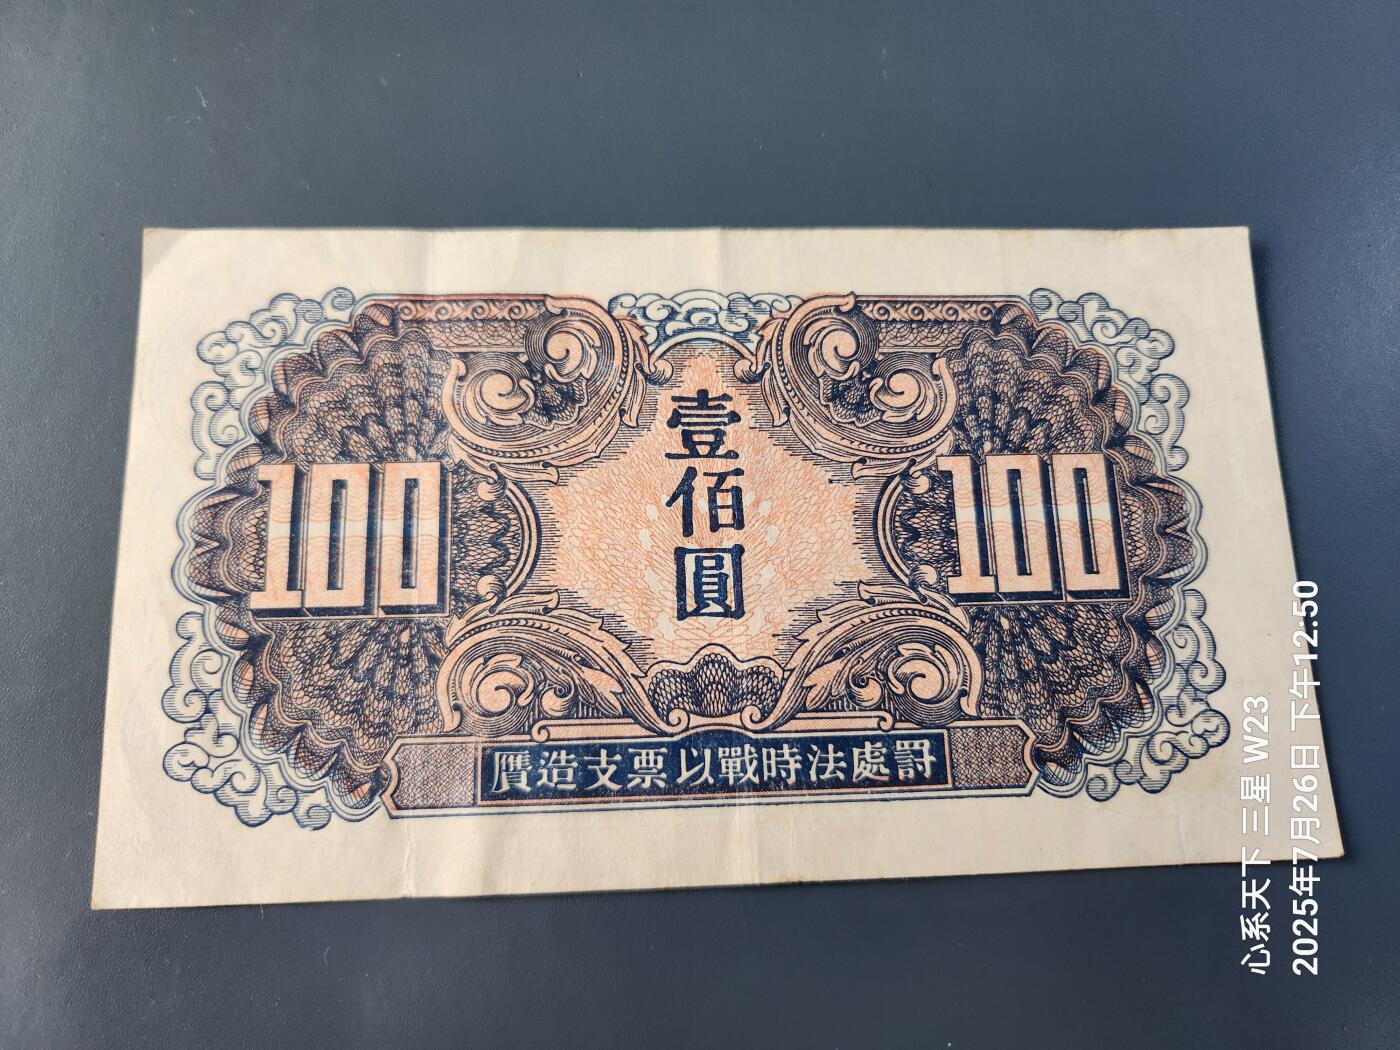 壹佰圓
100
100
贋造支票以戰時法處罰
心系天下 三星 W23
2025年7月26日 下午12:50